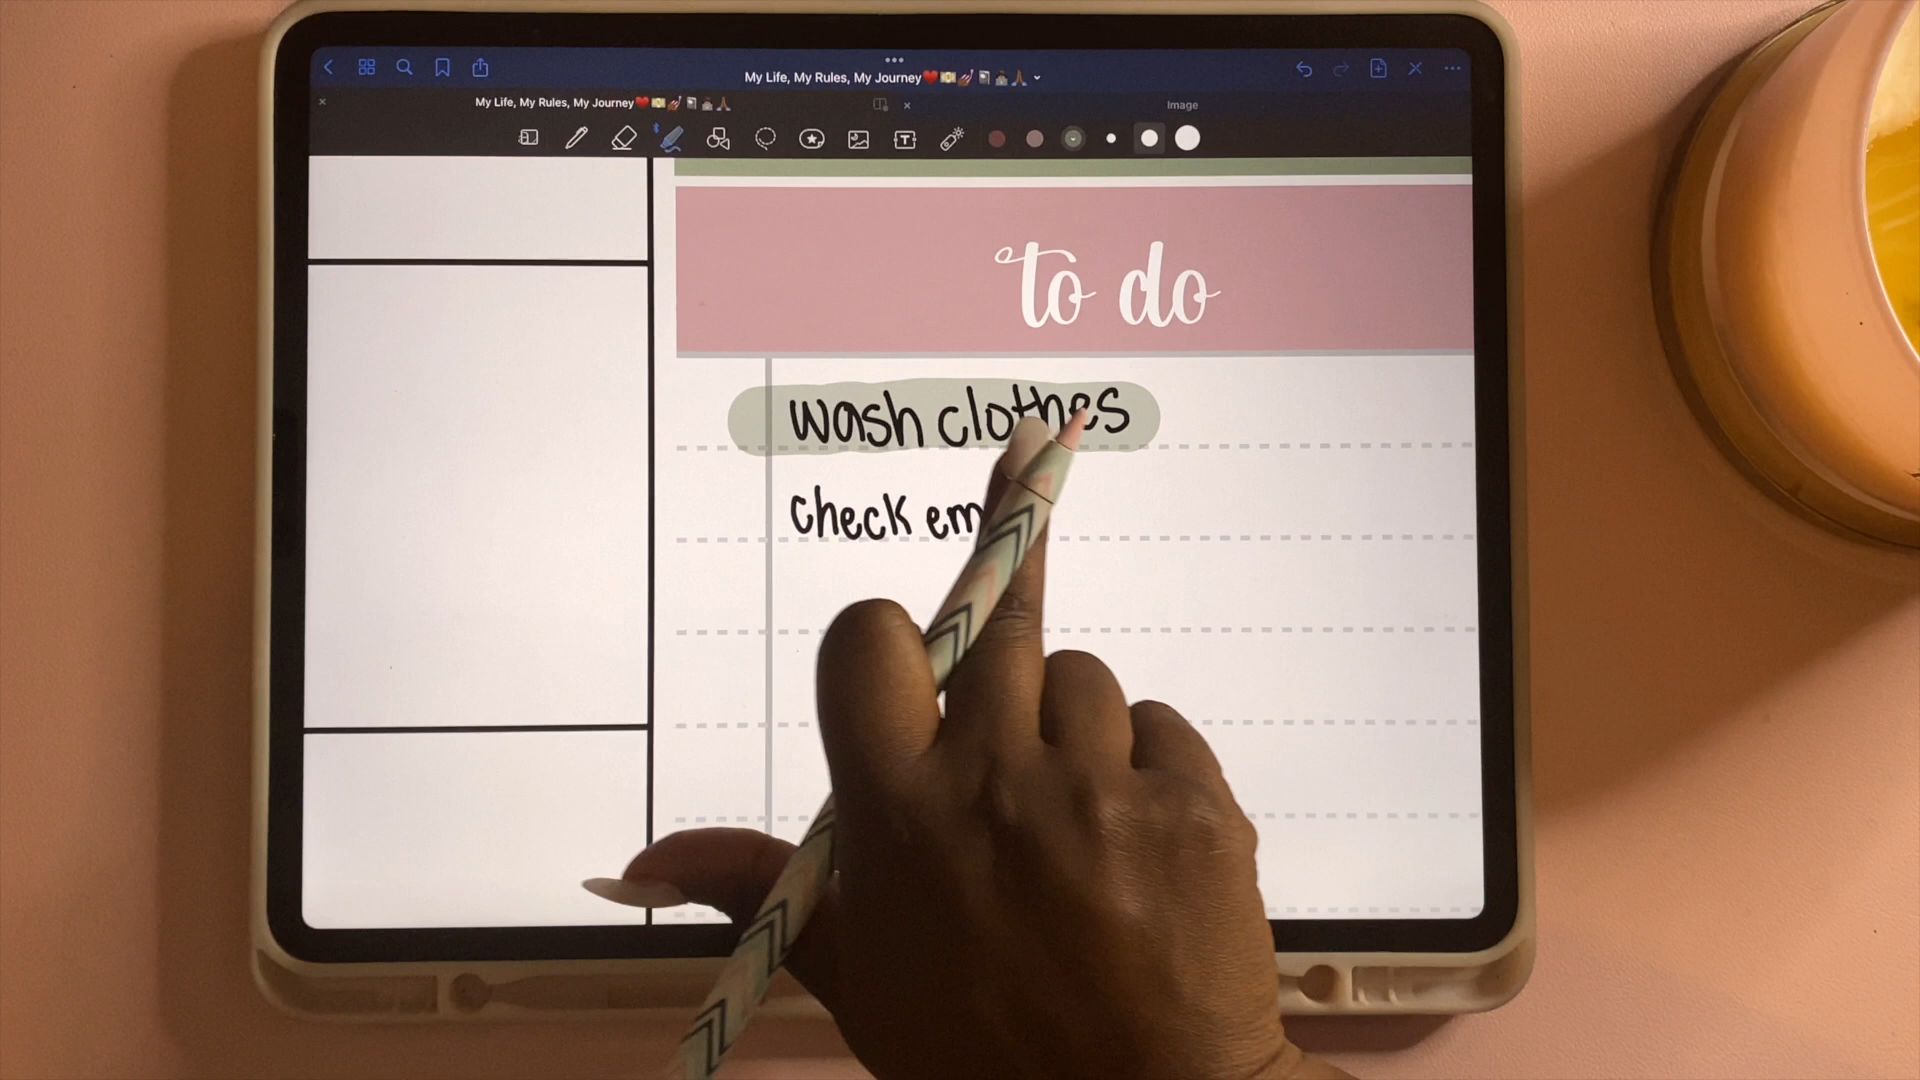 My Life, My Rules, My Journey❤️💴💅🏾📓👩🏾‍💻🙏🏾
My Life, My Rules, My Journey❤️💴💅🏾📓👩🏾‍💻🙏🏾
Image
T
to do
wash clothes
check em